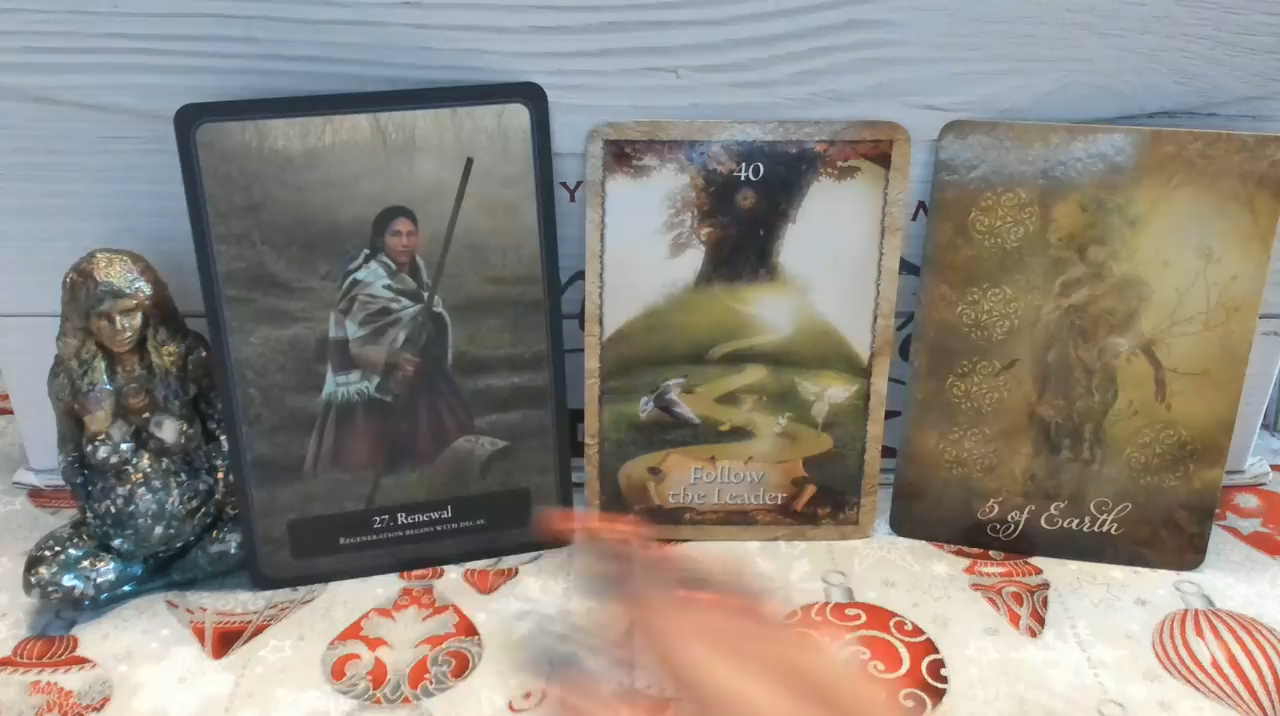 27. Renewal
Regeneration begins with decay.
40
Follow
the Leader
5 of Earth
Y
N